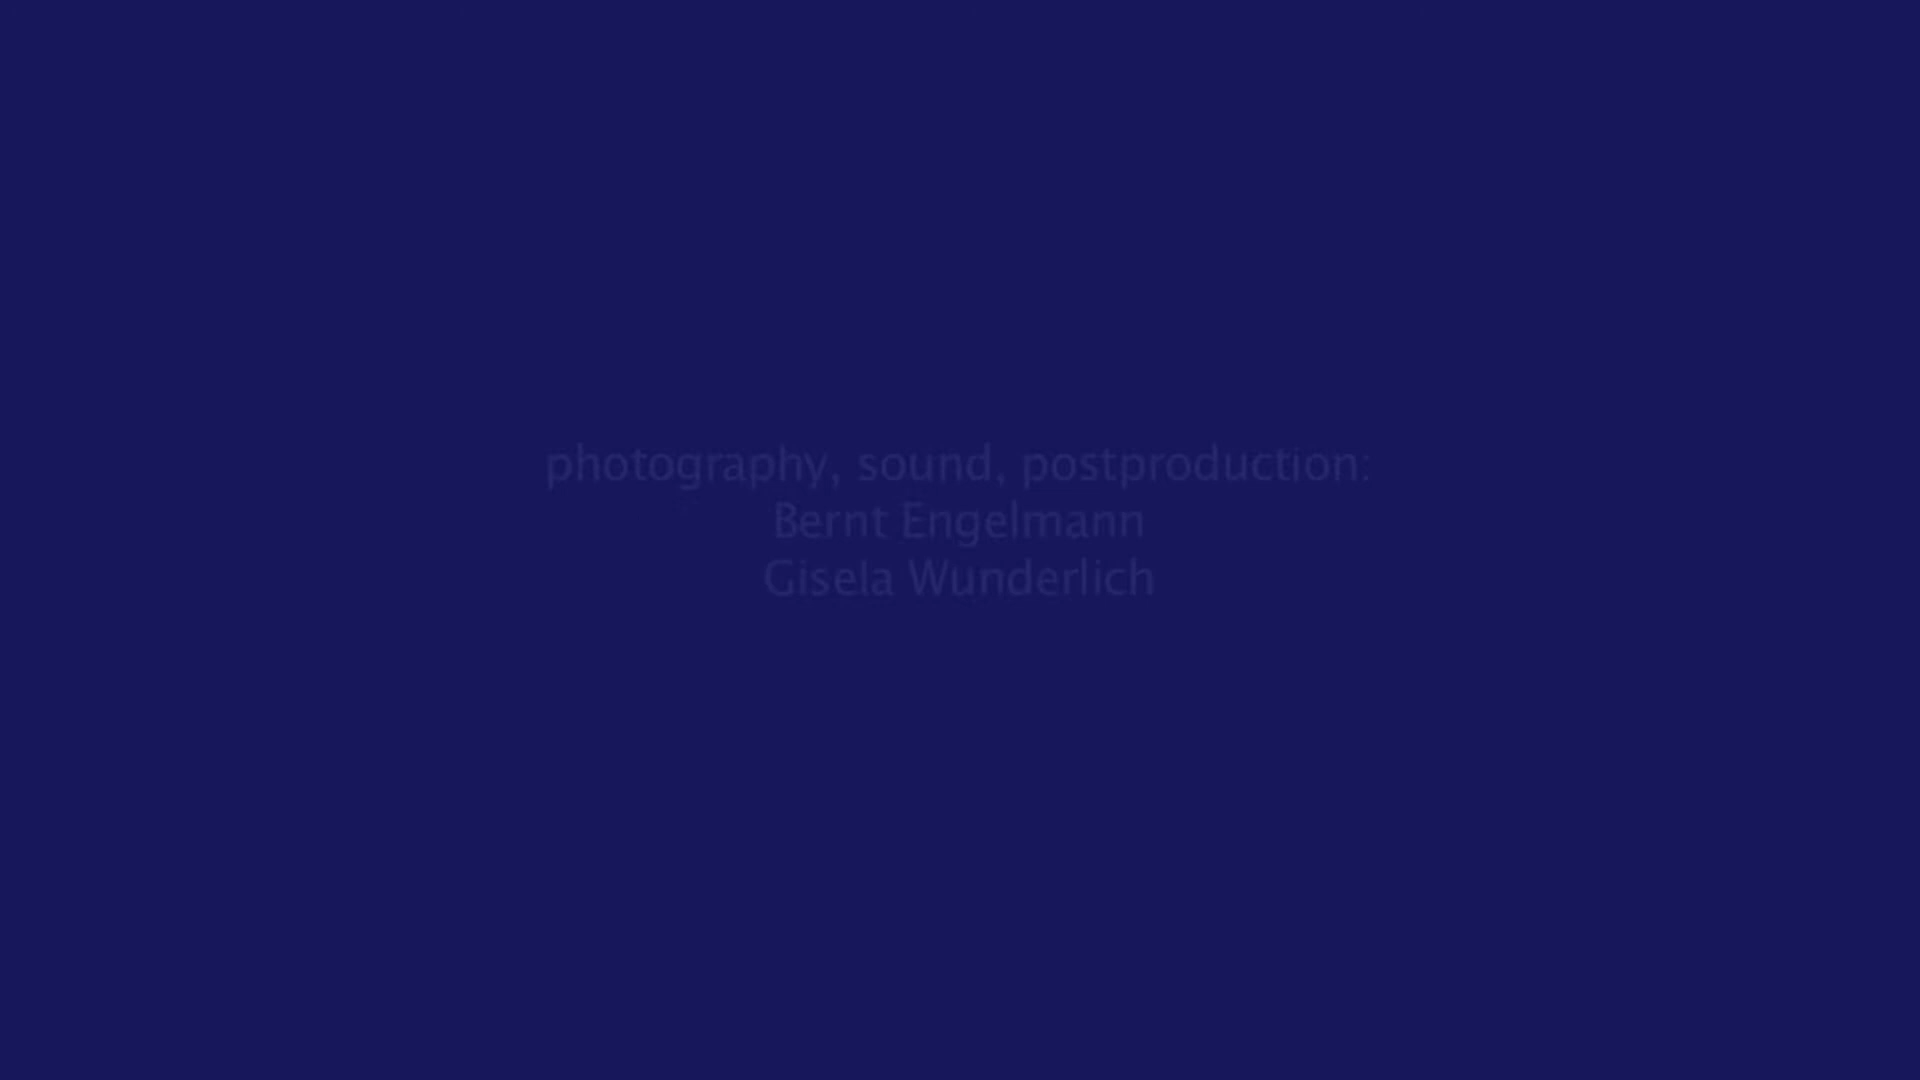 photography, sound, postproduction:
Bernt Engelmann
Gisela Wunderlich